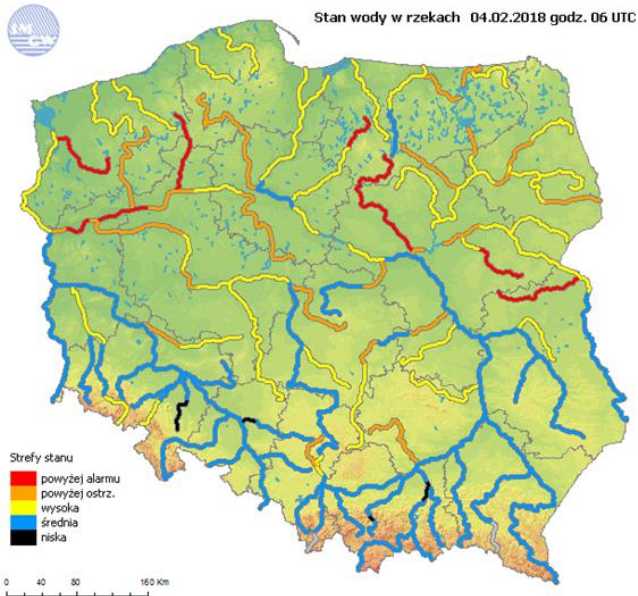 Stan wody w rzekach 04.02.2018 godz. 06 UTC
Strefy stanu
powyżej alarmu
powyżej ostrz.
wysoka
średnia
niska
0 40 80 160 Km